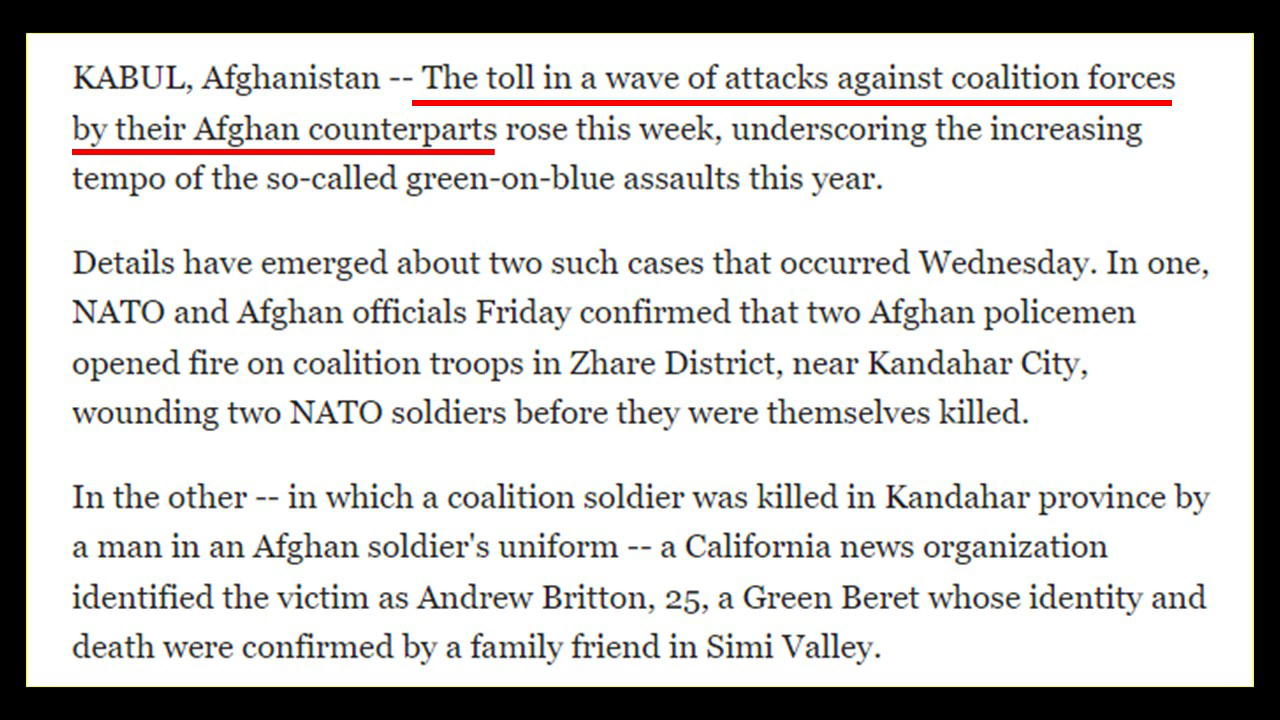 KABUL, Afghanistan -- The toll in a wave of attacks against coalition forces
by their Afghan counterparts rose this week, underscoring the increasing
tempo of the so-called green-on-blue assaults this year.
Details have emerged about two such cases that occurred Wednesday. In one,
NATO and Afghan officials Friday confirmed that two Afghan policemen
opened fire on coalition troops in Zhare District, near Kandahar City,
wounding two NATO soldiers before they were themselves killed.
In the other -- in which a coalition soldier was killed in Kandahar province by
a man in an Afghan soldier's uniform -- a California news organization
identified the victim as Andrew Britton, 25, a Green Beret whose identity and
death were confirmed by a family friend in Simi Valley.